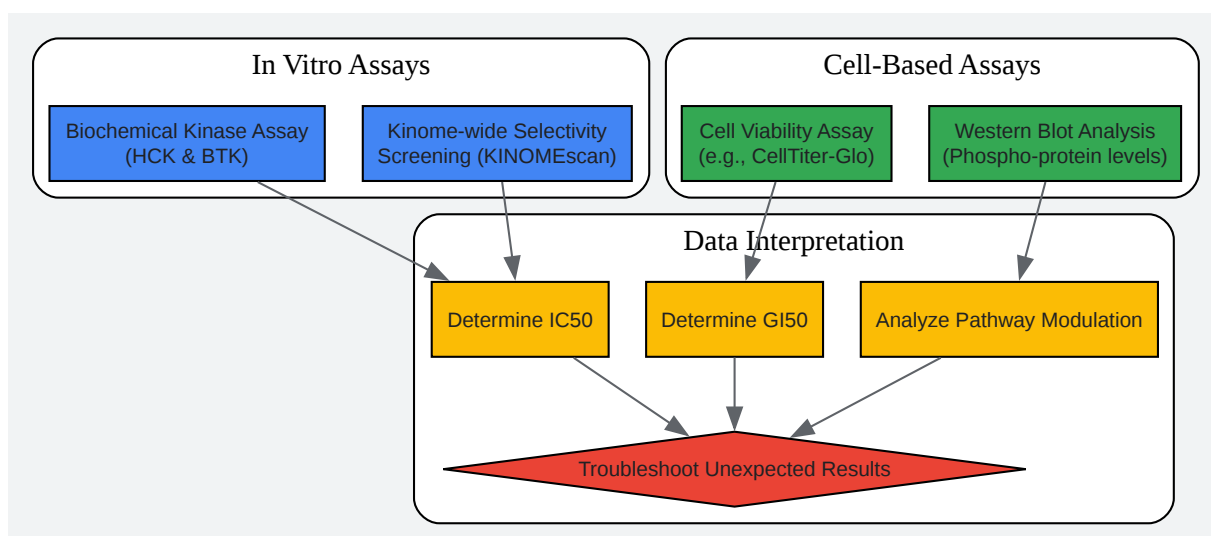 In Vitro Assays
Biochemical Kinase Assay
(HCK & BTK)
Kinome-wide Selectivity
Screening (KINOMEscan)
Cell-Based Assays
Cell Viability Assay
(e.g., CellTiter-Glo)
Western Blot Analysis
(Phospho-protein levels)
Data Interpretation
Determine IC50
Determine GI50
Analyze Pathway Modulation
Troubleshoot Unexpected Results